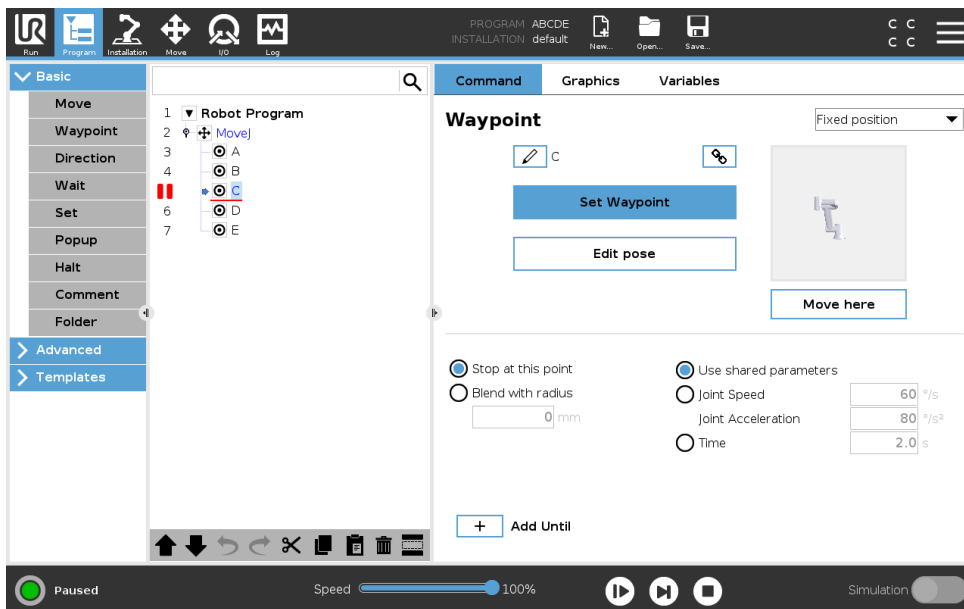 UR
Run
Program
Installation
Move
I/O
Log
PROGRAM ABCDE
INSTALLATION default
New...
Open...
Save...
C C
C C
Basic
Move
Waypoint
Direction
Wait
Set
Popup
Halt
Comment
Folder
Advanced
Templates
1 Robot Program
2 MoveJ
3 A
4 B
C
6 D
7 E
Command Graphics Variables
Waypoint
Fixed position
C
Set Waypoint
Edit pose
Move here
Stop at this point
Blend with radius
0 mm
Use shared parameters
Joint Speed 60 °/s
Joint Acceleration 80 °/s²
Time 2.0 s
+ Add Until
Paused
Speed 100%
Simulation